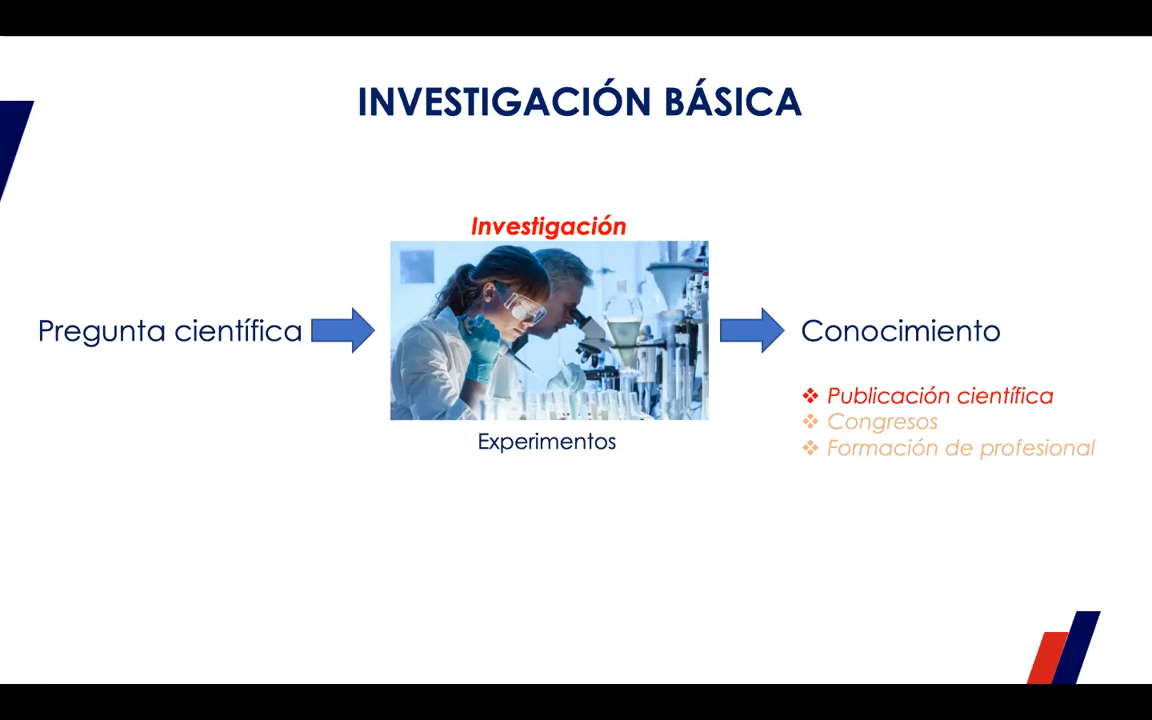 INVESTIGACIÓN BÁSICA
Investigación
Pregunta científica
Conocimiento
Experimentos
❖ Publicación científica
❖ Congresos
❖ Formación de profesional